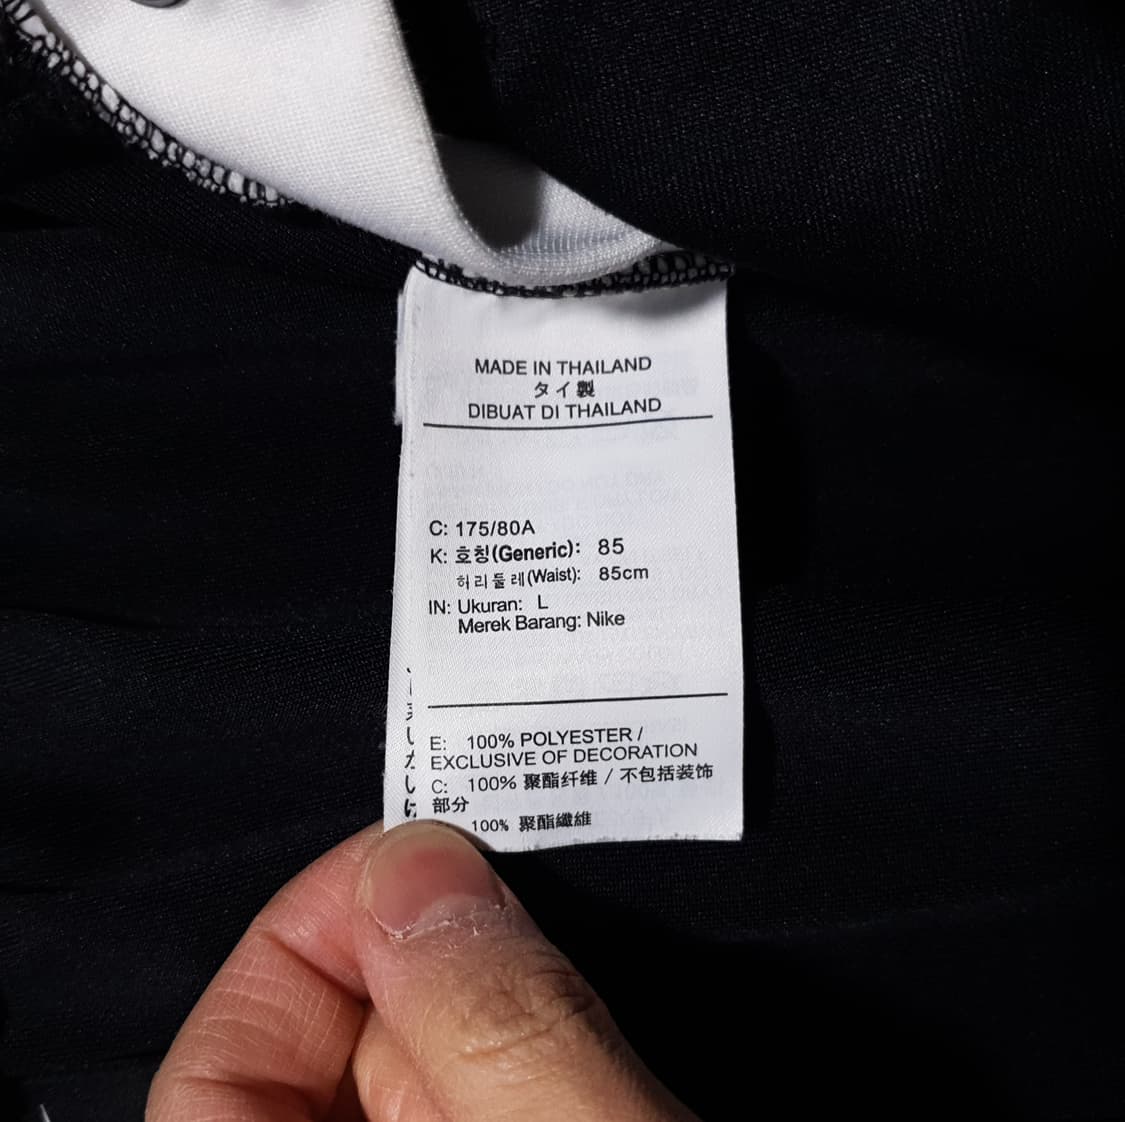 MADE IN THAILAND
タイ製
DIBUAT DI THAILAND
C: 175/80A
K: 호칭(Generic): 85
허리둘레(Waist): 85cm
IN: Ukuran: L
Merek Barang: Nike
E: 100% POLYESTER /
EXCLUSIVE OF DECORATION
C: 100% 聚酯纤维 / 不包括装饰
部分
100% 聚酯纖維